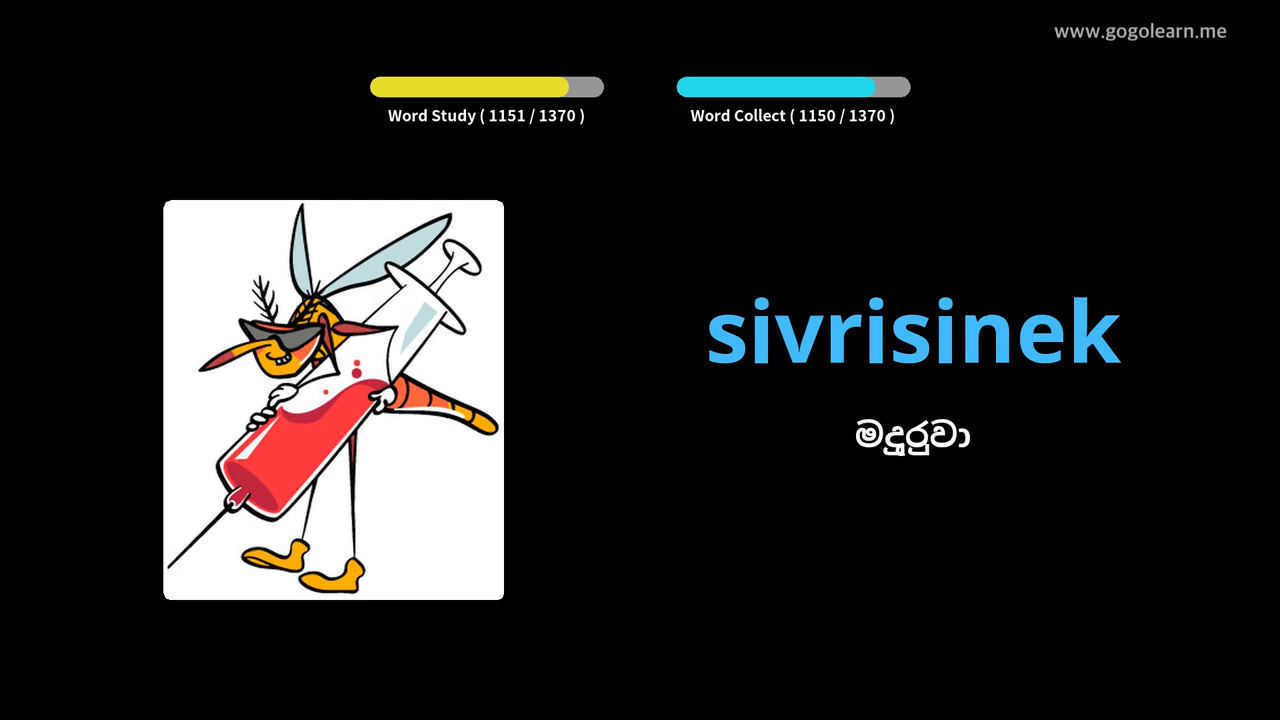 www.gogolearn.me
Word Study ( 1151 / 1370 )
Word Collect ( 1150 / 1370 )
sivrisinek
මදුරුවා